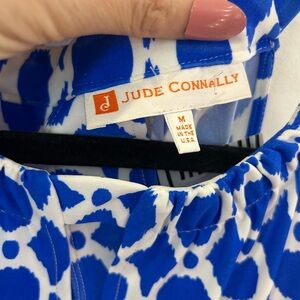 J JUDE CONNALLY
M
MADE
IN THE
U.S.A.